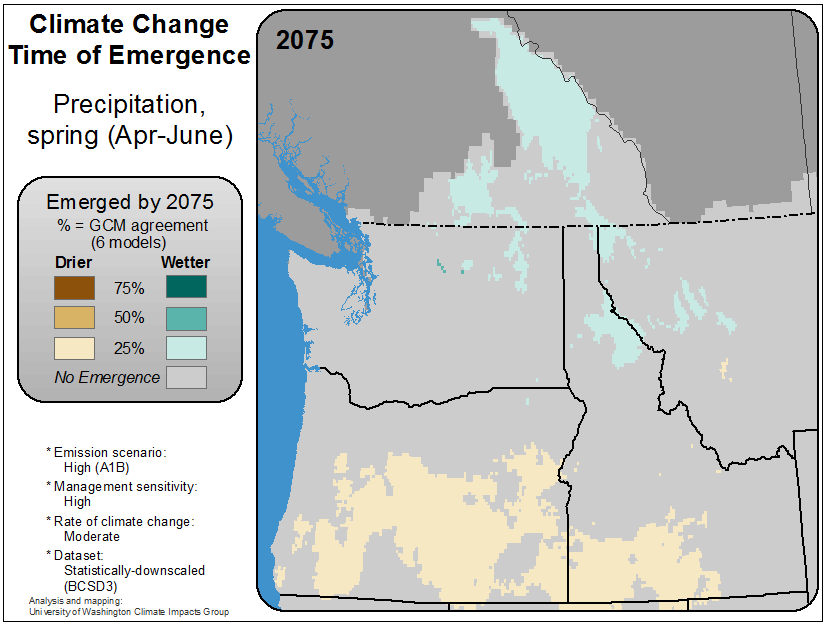 Climate Change
Time of Emergence
Precipitation,
spring (Apr-June)
2075
Emerged by 2075
% = GCM agreement
(6 models)
Drier Wetter
75%
50%
25%
No Emergence
* Emission scenario:
High (A1B)
* Management sensitivity:
High
* Rate of climate change:
Moderate
* Dataset:
Statistically-downscaled
(BCSD3)
Analysis and mapping:
University of Washington Climate Impacts Group